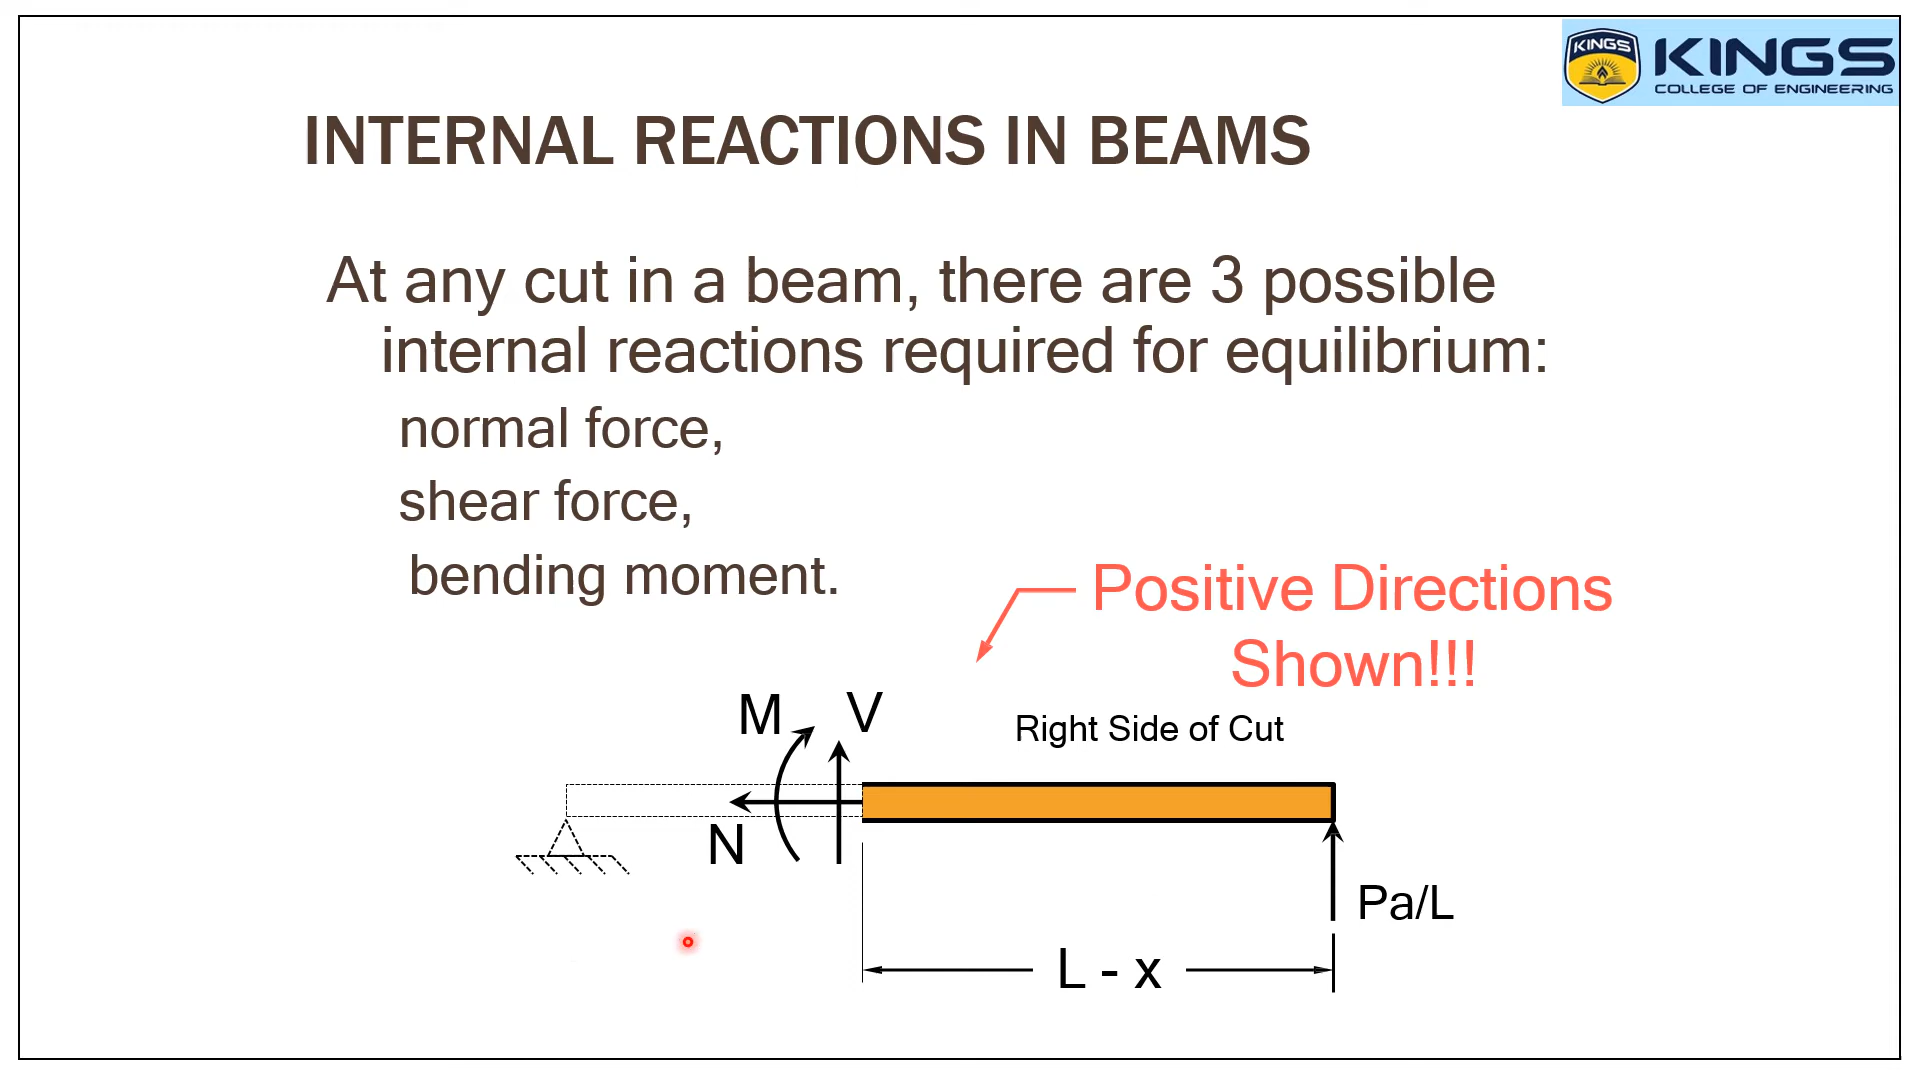 KINGS
KINGS
COLLEGE OF ENGINEERING
INTERNAL REACTIONS IN BEAMS
At any cut in a beam, there are 3 possible
internal reactions required for equilibrium:
normal force,
shear force,
bending moment.
Positive Directions
Shown!!!
M
V
Right Side of Cut
N
Pa/L
L - x